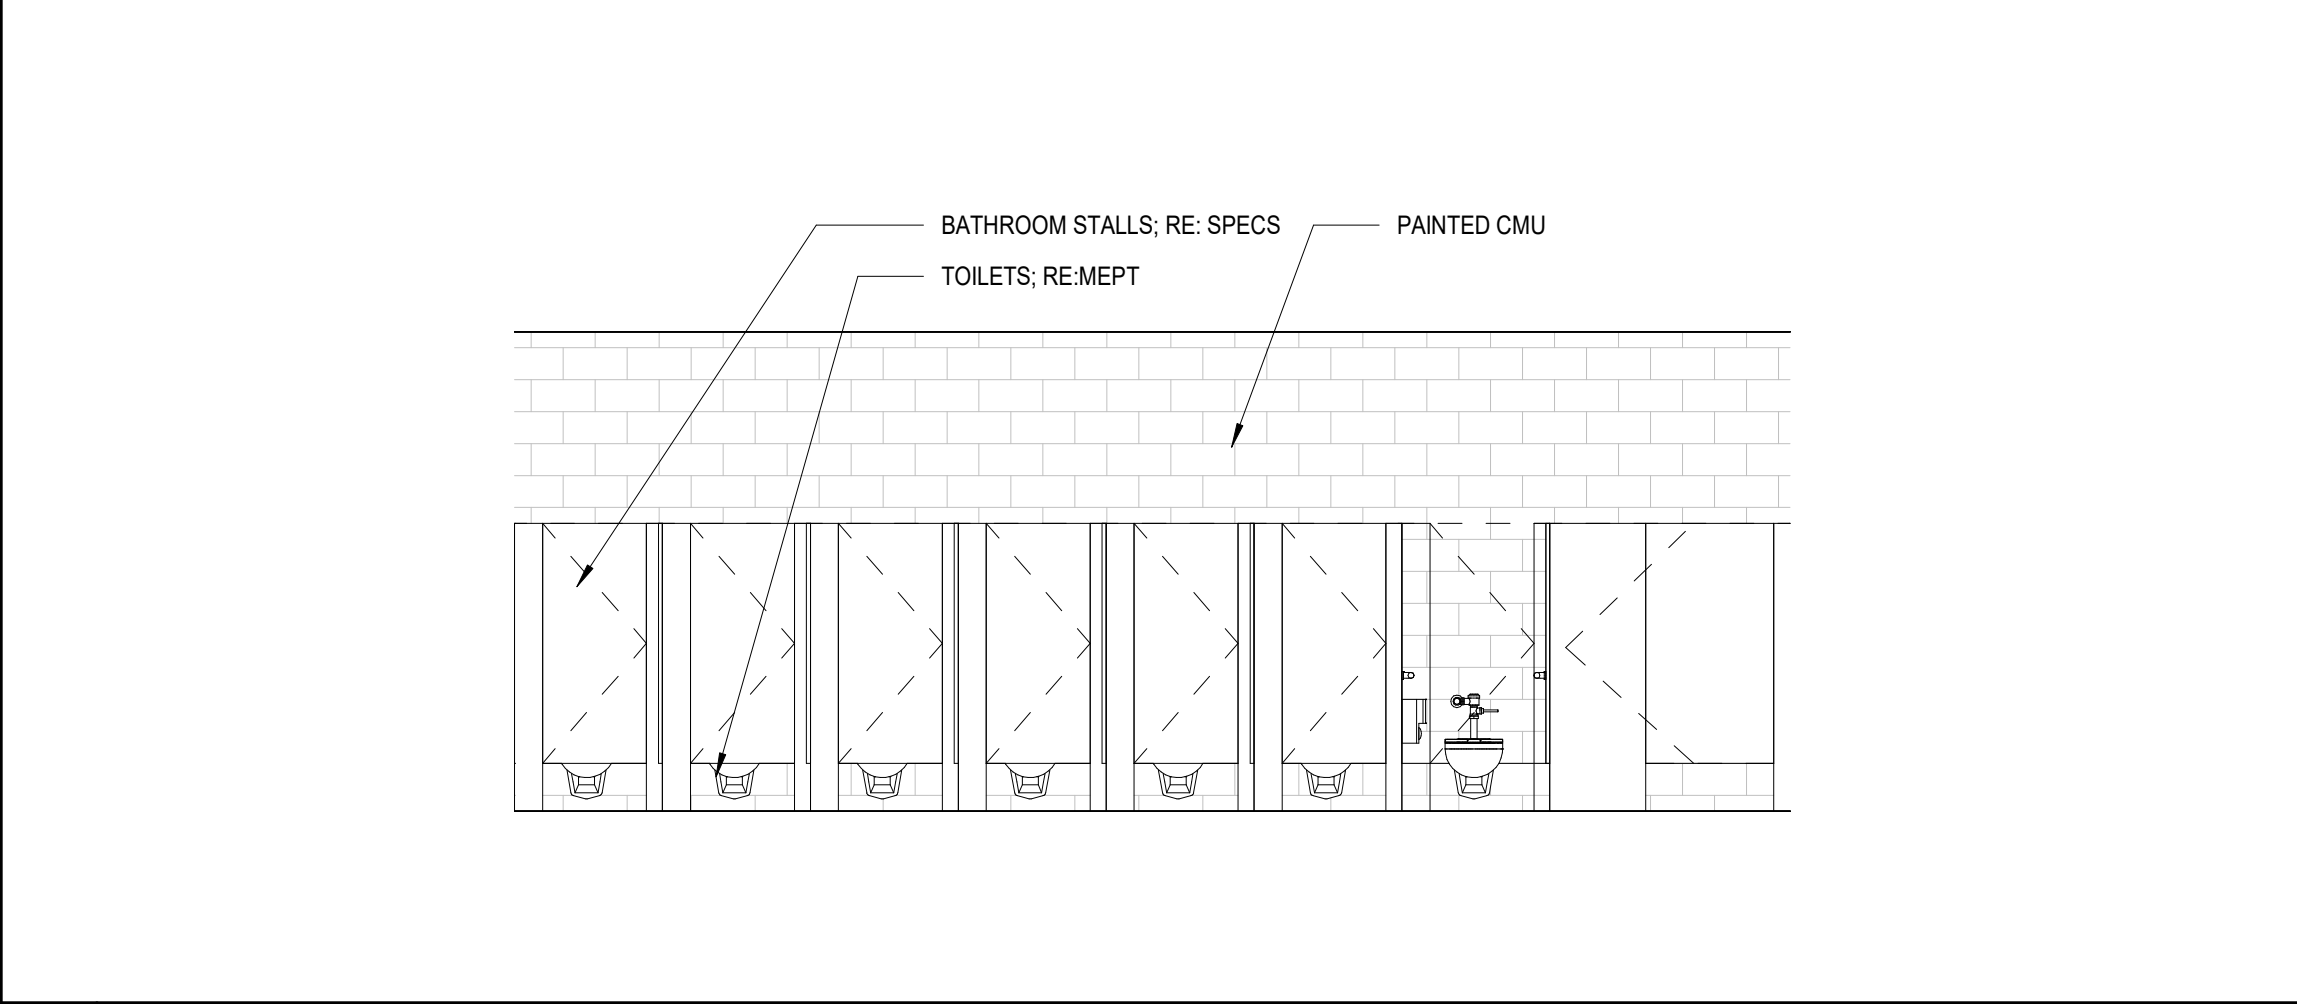 BATHROOM STALLS; RE: SPECS
PAINTED CMU
TOILETS; RE:MEPT